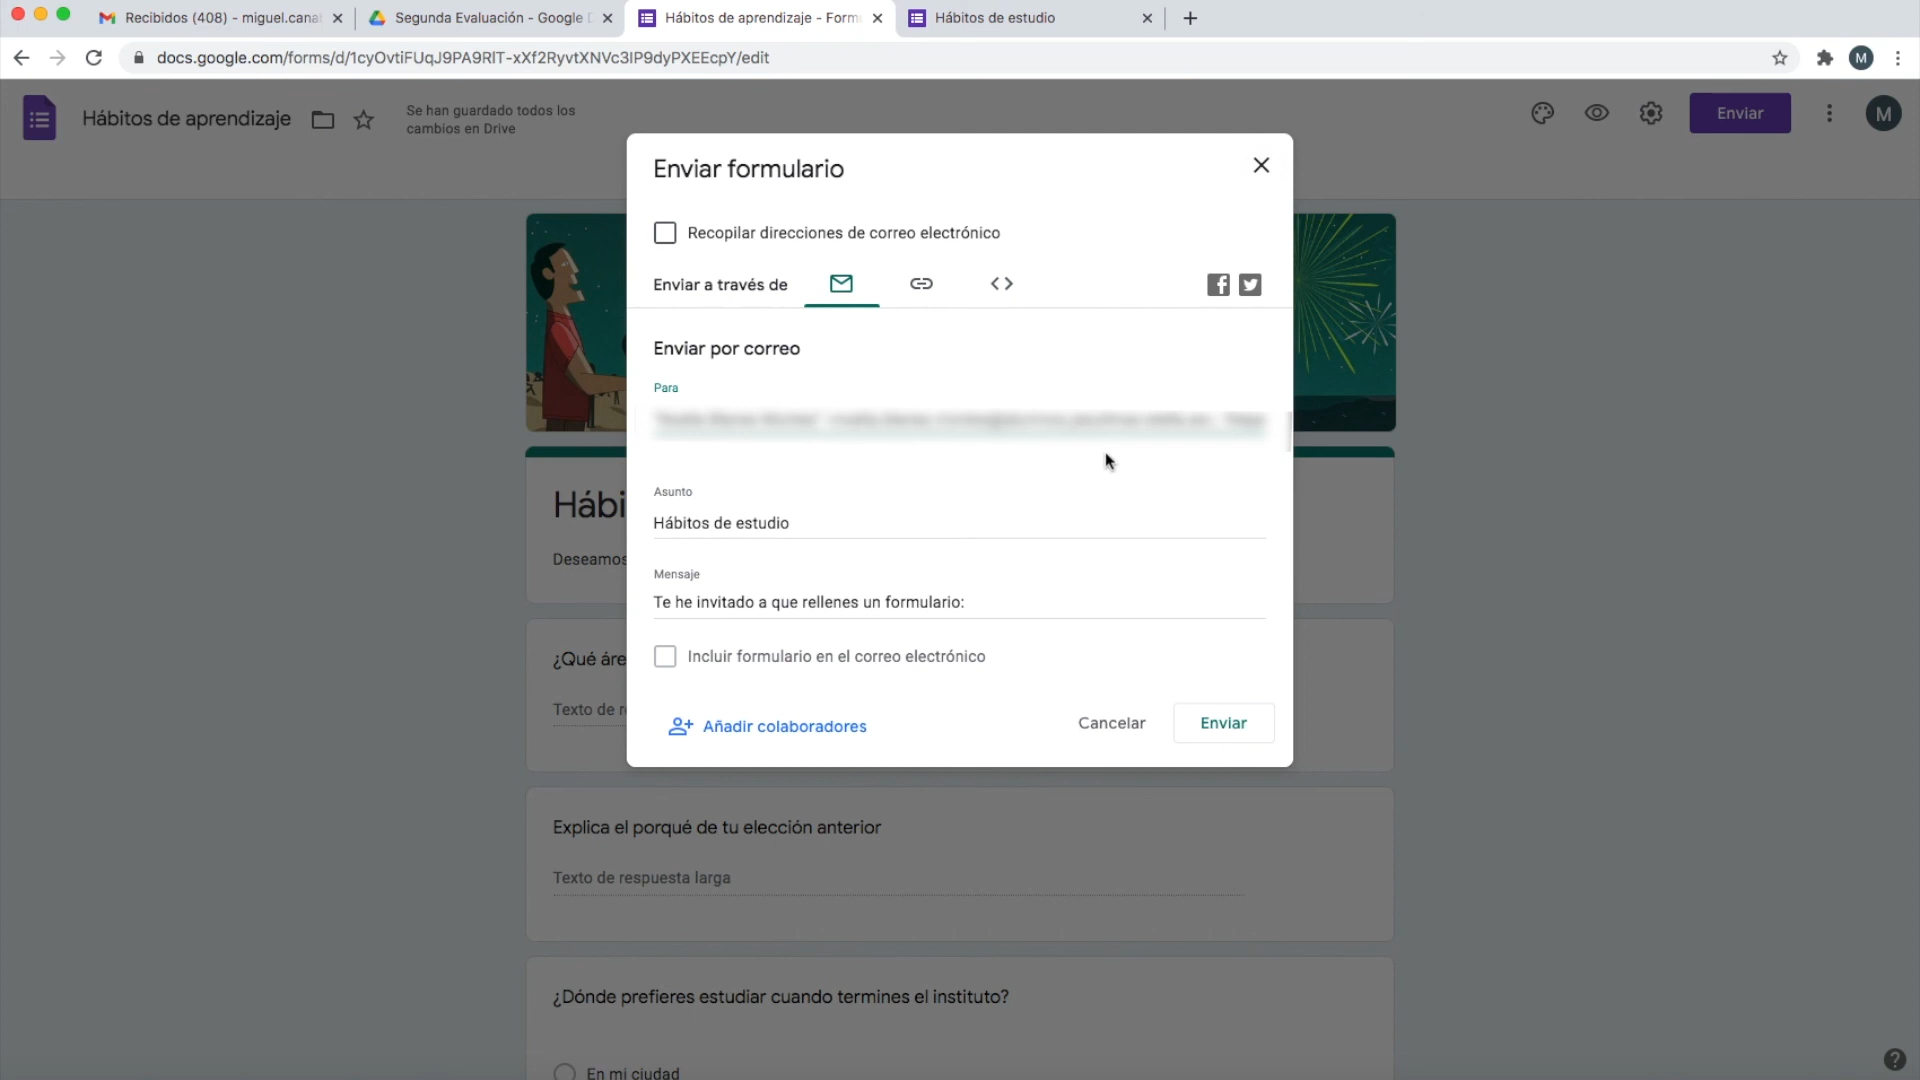 Recibidos (408) - miguel.cana
Segunda Evaluación - Google D
Hábitos de aprendizaje - Form
Hábitos de estudio
docs.google.com/forms/d/1cyOvtiFUqJ9PA9RlT-xXf2RyvtXNVc3IP9dyPXEEcpY/edit
M
Hábitos de aprendizaje
Se han guardado todos los
cambios en Drive
Enviar
M
Enviar formulario
Recopilar direcciones de correo electrónico
Enviar a través de
Enviar por correo
Para
Asunto
Hábitos de estudio
Mensaje
Te he invitado a que rellenes un formulario:
Incluir formulario en el correo electrónico
Añadir colaboradores
Cancelar
Enviar
Hábi
Deseamos
¿Qué áre
Texto de r
Explica el porqué de tu elección anterior
Texto de respuesta larga
¿Dónde prefieres estudiar cuando termines el instituto?
En mi ciudad